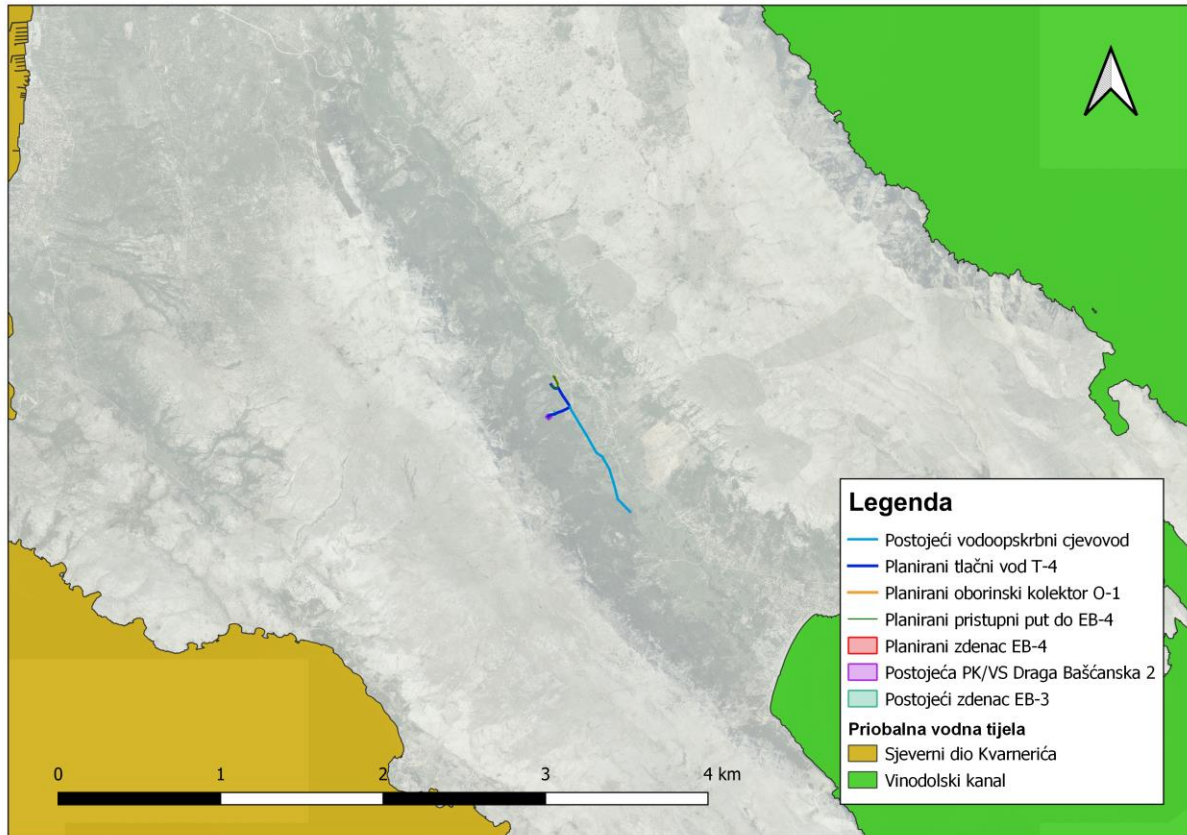 Legenda
Postojeći vodoopskrbni cjevovod
Planirani tlačni vod T-4
Planirani oborinski kolektor O-1
Planirani pristupni put do EB-4
Planirani zdenac EB-4
Postojeća PK/VS Draga Bašćanska 2
Postojeći zdenac EB-3
Priobalna vodna tijela
Sjeverni dio Kvarnerića
Vinodolski kanal
0 1 2 3 4 km